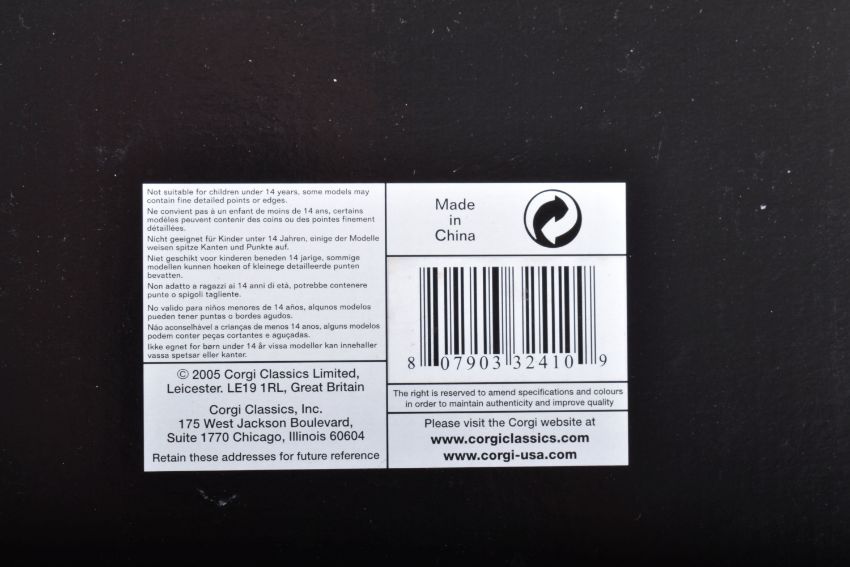 Not suitable for children under 14 years, some models may
contain fine detailed points or edges.
Ne convient pas à un enfant de moins de 14 ans, certains
modèles peuvent contenir des coins ou des pointes finement
détaillées.
Nicht geeignet für Kinder unter 14 Jahren, einige der Modelle
weisen spitze Kanten und Punkte auf.
Niet geschikt voor kinderen beneden 14 jarige, sommige
modellen kunnen hoeken of kleinege detailleerde punten
bevatten.
Non adatto a ragazzi ai 14 anni di età, potrebbe contenere
punte o spigoli tagliente.
No valido para niños menores de 14 años, alqunos modelos
pueden tener puntas o bordes agudos.
Não aconselhável a crianças de menos 14 anos, alguns modelos
podem conter peças cortantes e aguçadas.
Ikke egnet for børn under 14 år vissa modeller kan innehaller
vassa spetsar eller kanter.
© 2005 Corgi Classics Limited,
Leicester. LE19 1RL, Great Britain
Corgi Classics, Inc.
175 West Jackson Boulevard,
Suite 1770 Chicago, Illinois 60604
Retain these addresses for future reference
Made
in
China
8 07903 32410 9
The right is reserved to amend specifications and colours
in order to maintain authenticity and improve quality
Please visit the Corgi website at
www.corgiclassics.com
www.corgi-usa.com